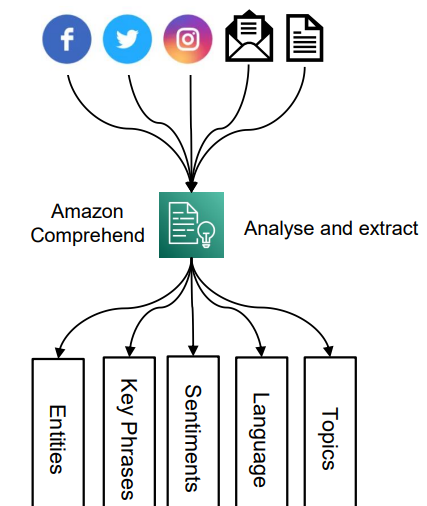 Amazon
Comprehend
Analyse and extract
Entities
Key Phrases
Sentiments
Language
Topics